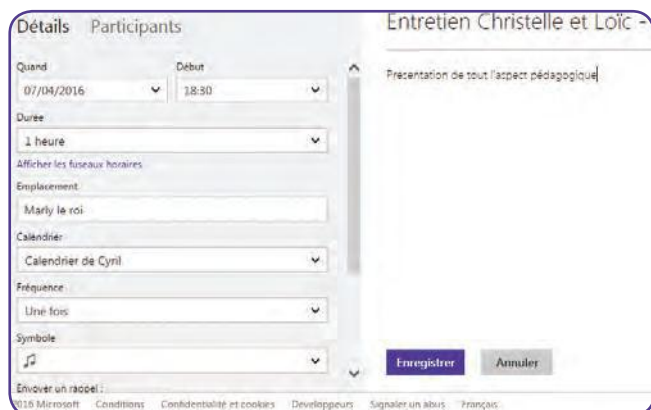 Détails Participants
Quand Début
07/04/2016 18:30
Durée
1 heure
Afficher les fuseaux horaires
Emplacement
Marly le roi
Calendrier
Calendrier de Cyril
Fréquence
Une fois
Symbole
Envoyer un rappel :
Entretien Christelle et Loïc -
Presentation de tout l'aspect pédagogique
Enregistrer Annuler
2016 Microsoft Conditions Confidentialité et cookies Développeurs Signaler un abus Français